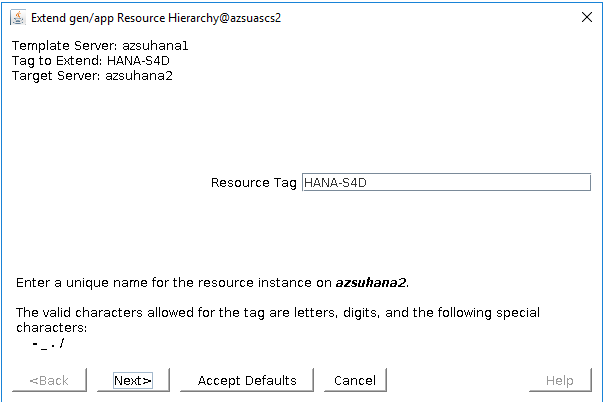 Extend gen/app Resource Hierarchy@azsuascs2
Template Server: azsuhana1
Tag to Extend: HANA-S4D
Target Server: azsuhana2
Resource Tag HANA-S4D
Enter a unique name for the resource instance on azsuhana2.
The valid characters allowed for the tag are letters, digits, and the following special
characters:
- _ . /
<Back Next> Accept Defaults Cancel Help